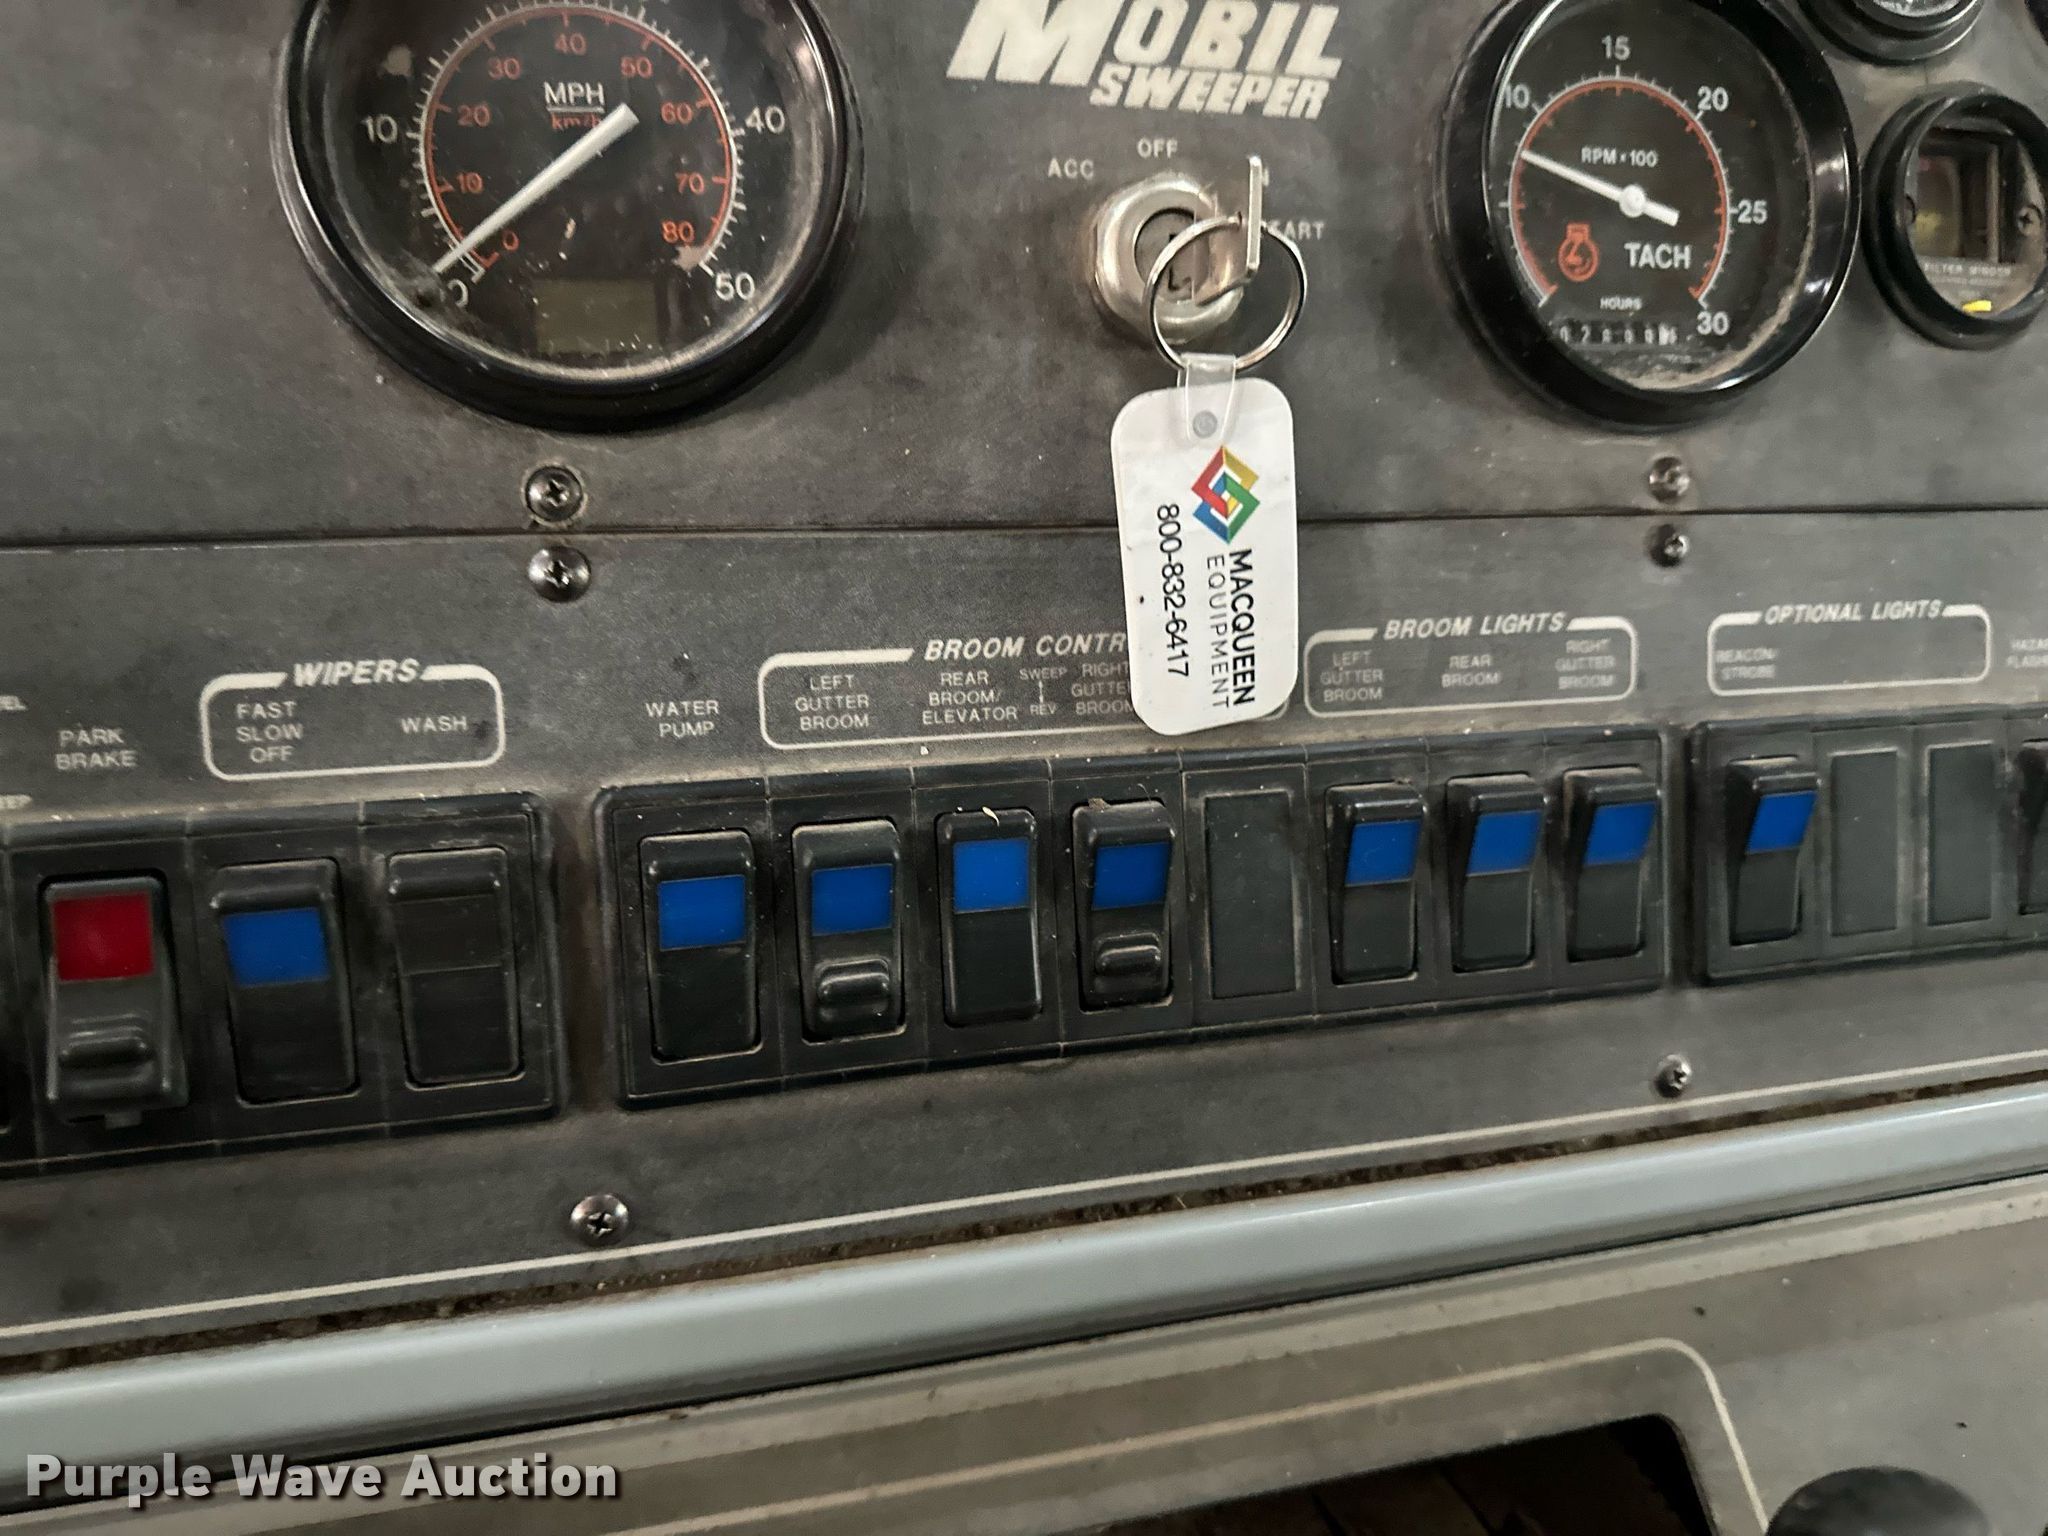 MOBIL
SWEEPER
10
40
50
0
MPH
km/h
0
10
20
30
40
50
60
70
80
ACC
OFF
10
15
20
25
30
RPM × 100
TACH
HOURS
MACQUEEN
EQUIPMENT
800-832-6417
PARK
BRAKE
WIPERS
FAST
SLOW
OFF
WASH
WATER
PUMP
BROOM CONTR
LEFT
GUTTER
BROOM
REAR
BROOM/
ELEVATOR
SWEEP
REV
RIGHT
GUTTE
BROOM
BROOM LIGHTS
LEFT
GUTTER
BROOM
REAR
BROOM
RIGHT
GUTTER
BROOM
OPTIONAL LIGHTS
BEACON/
STROBE
Purple Wave Auction